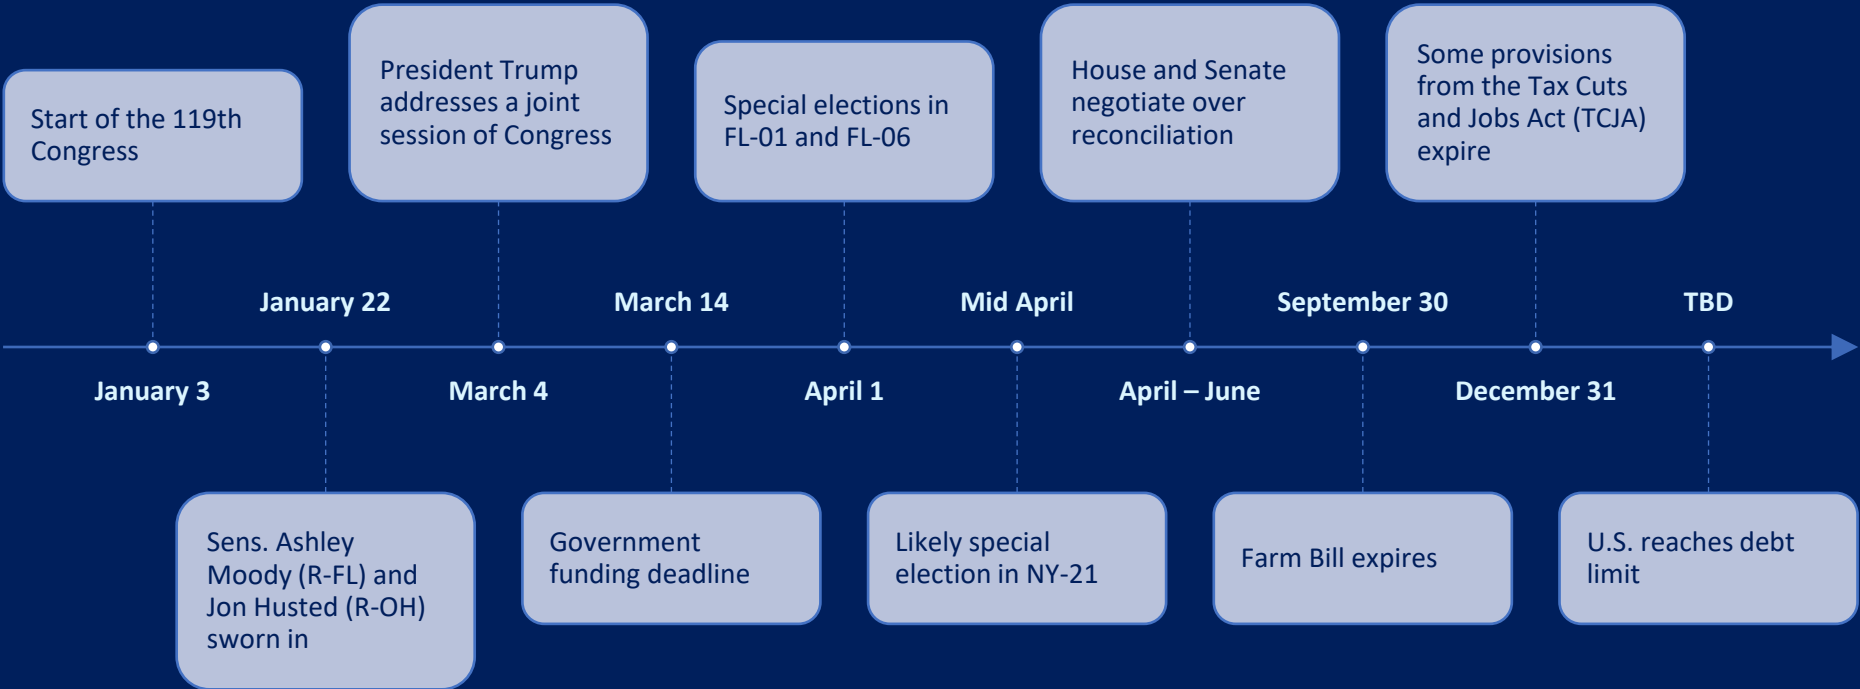 Start of the 119th
Congress
President Trump
addresses a joint
session of Congress
Special elections in
FL-01 and FL-06
House and Senate
negotiate over
reconciliation
Some provisions
from the Tax Cuts
and Jobs Act (TCJA)
expire
January 22
March 14
Mid April
September 30
TBD
January 3
March 4
April 1
April – June
December 31
Sens. Ashley
Moody (R-FL) and
Jon Husted (R-OH)
sworn in
Government
funding deadline
Likely special
election in NY-21
Farm Bill expires
U.S. reaches debt
limit